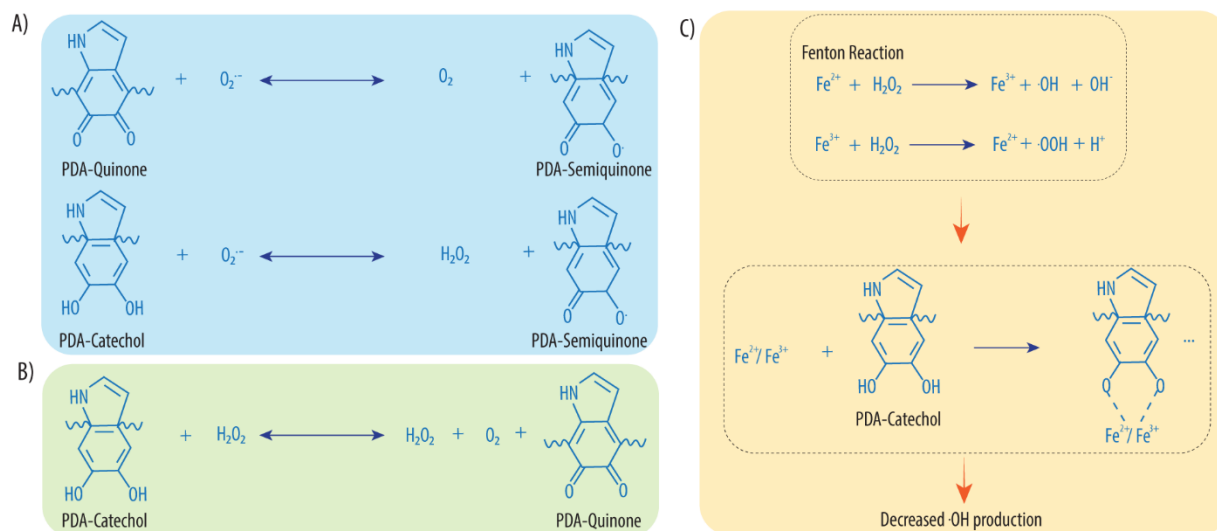 A)
HN
+ O₂·− O₂ +
HN
O O
O O·
PDA-Quinone
PDA-Semiquinone
HN
+ O₂·− H₂O₂ +
HN
HO OH
O O·
PDA-Catechol
PDA-Semiquinone
B)
HN
+ H₂O₂ H₂O₂ + O₂ +
HN
HO OH
O O
PDA-Catechol
PDA-Quinone
C)
Fenton Reaction
Fe²⁺ + H₂O₂ Fe³⁺ + ·OH + OH⁻
Fe³⁺ + H₂O₂ Fe²⁺ + ·OOH + H⁺
HN
HN
Fe²⁺/ Fe³⁺ + ...
HO OH
O O
PDA-Catechol
Fe²⁺/ Fe³⁺
Decreased ·OH production